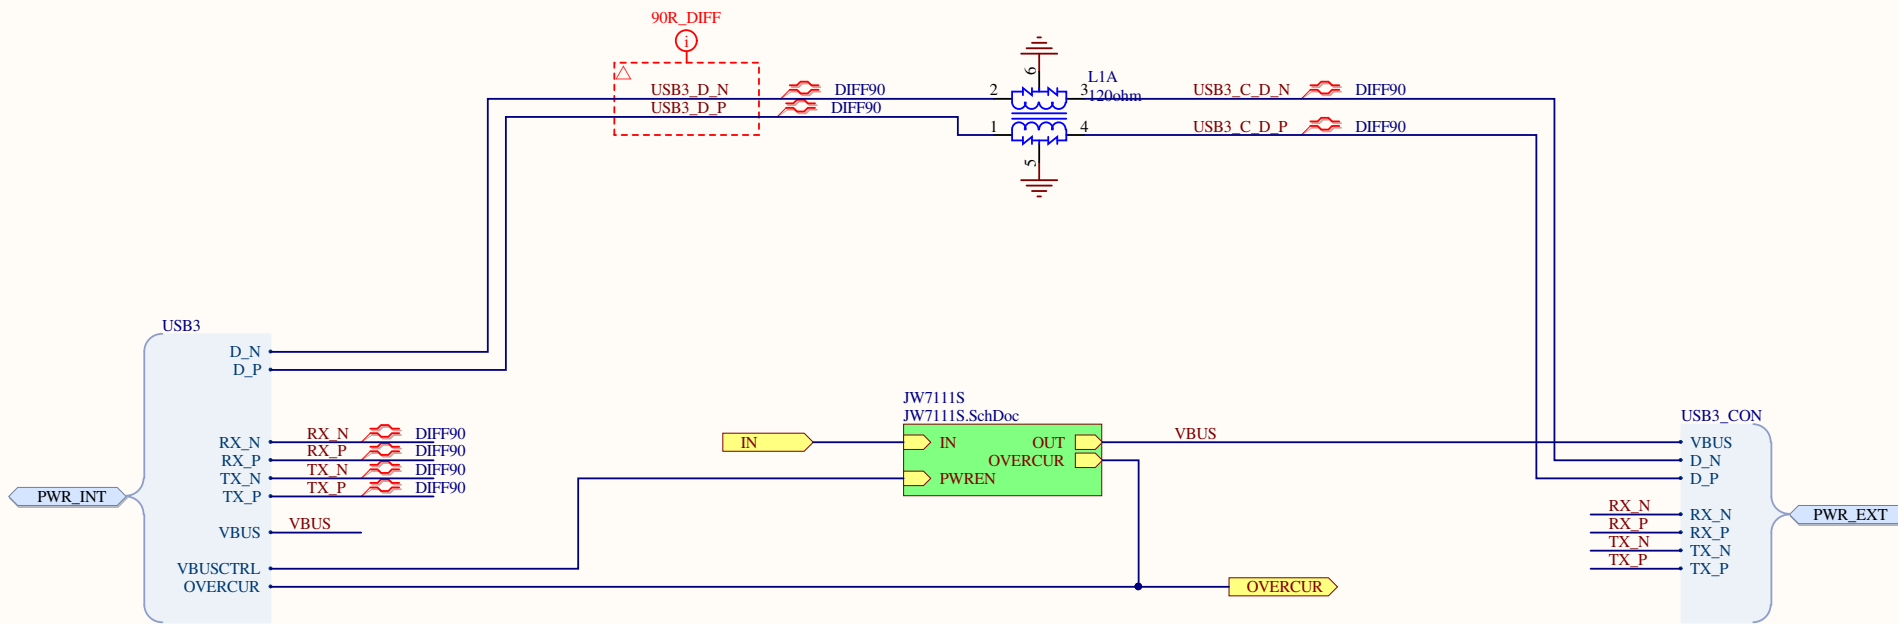 90R_DIFF
i
USB3_D_N DIFF90
USB3_D_P DIFF90
6
L1A
120ohm
2 3
1 4
5
USB3_C_D_N DIFF90
USB3_C_D_P DIFF90
USB3
D_N
D_P
RX_N RX_N DIFF90
RX_P RX_P DIFF90
TX_N TX_N DIFF90
TX_P TX_P DIFF90
PWR_INT
VBUS VBUS
VBUSCTRL
OVERCUR
JW7111S
JW7111S.SchDoc
IN IN OUT VBUS
OVERCUR
PWREN
OVERCUR
USB3_CON
VBUS
D_N
D_P
RX_N RX_N
RX_P RX_P
TX_N TX_N
TX_P TX_P
PWR_EXT